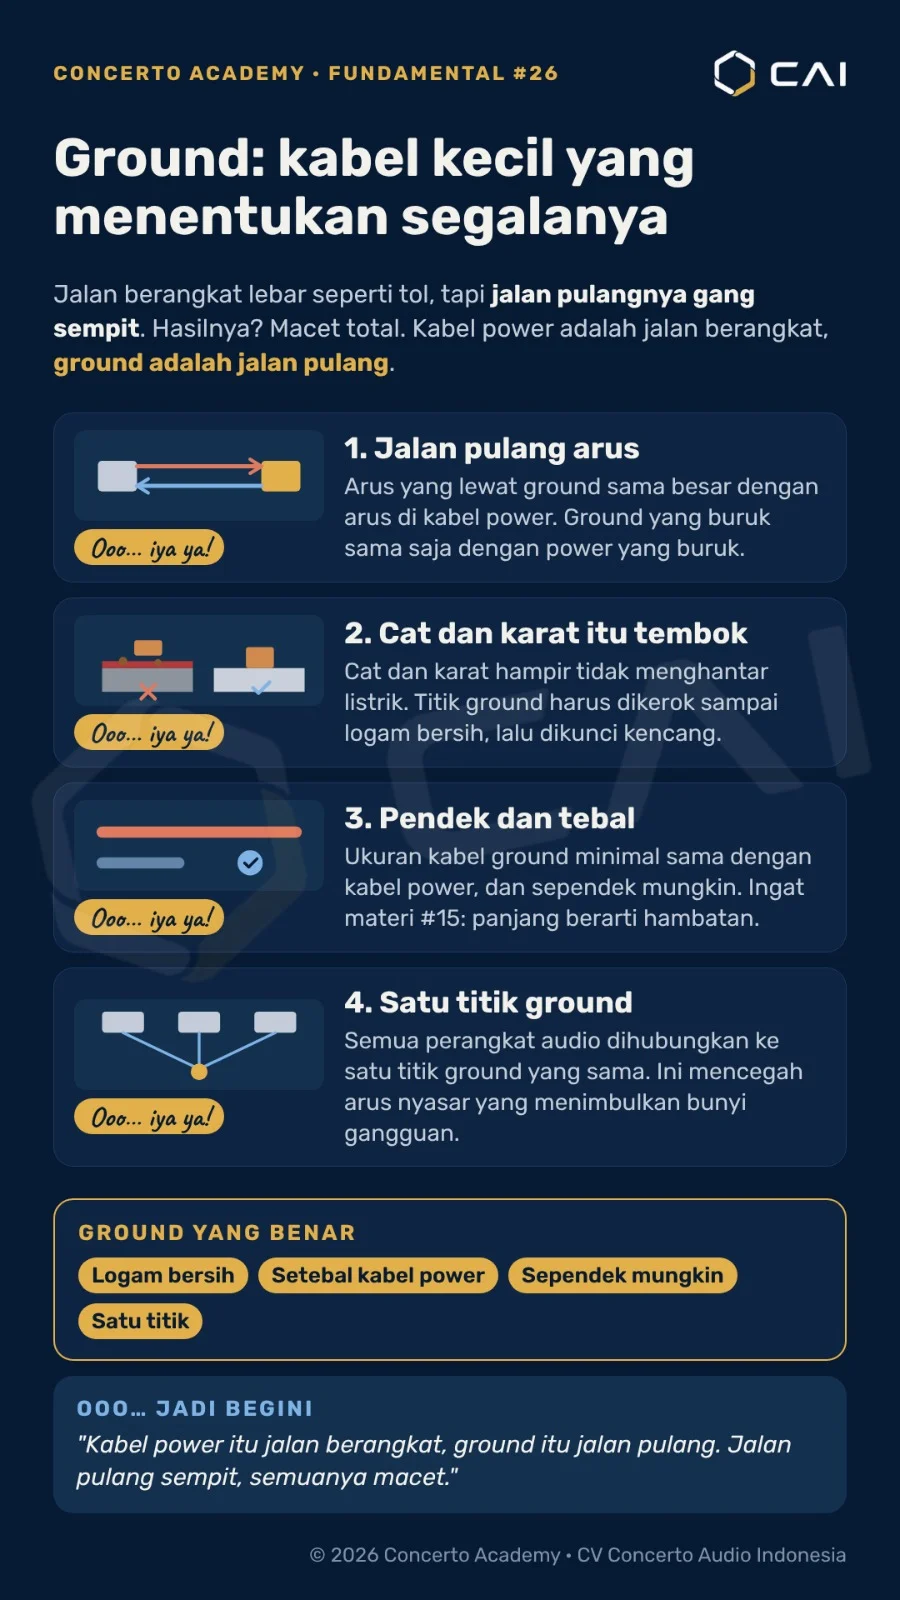 CONCERTO ACADEMY • FUNDAMENTAL #26
CAI
Ground: kabel kecil yang
menentukan segalanya
Jalan berangkat lebar seperti tol, tapi jalan pulangnya gang
sempit. Hasilnya? Macet total. Kabel power adalah jalan berangkat,
ground adalah jalan pulang.
1. Jalan pulang arus
Arus yang lewat ground sama besar dengan
arus di kabel power. Ground yang buruk
sama saja dengan power yang buruk.
Ooo... iya ya!
2. Cat dan karat itu tembok
Cat dan karat hampir tidak menghantar
listrik. Titik ground harus dikerok sampai
logam bersih, lalu dikunci kencang.
Ooo... iya ya!
3. Pendek dan tebal
Ukuran kabel ground minimal sama dengan
kabel power, dan sependek mungkin. Ingat
materi #15: panjang berarti hambatan.
Ooo... iya ya!
4. Satu titik ground
Semua perangkat audio dihubungkan ke
satu titik ground yang sama. Ini mencegah
arus nyasar yang menimbulkan bunyi
gangguan.
Ooo... iya ya!
CAI
GROUND YANG BENAR
Logam bersih
Setebal kabel power
Sependek mungkin
Satu titik
OOO… JADI BEGINI
"Kabel power itu jalan berangkat, ground itu jalan pulang. Jalan
pulang sempit, semuanya macet."
© 2026 Concerto Academy • CV Concerto Audio Indonesia